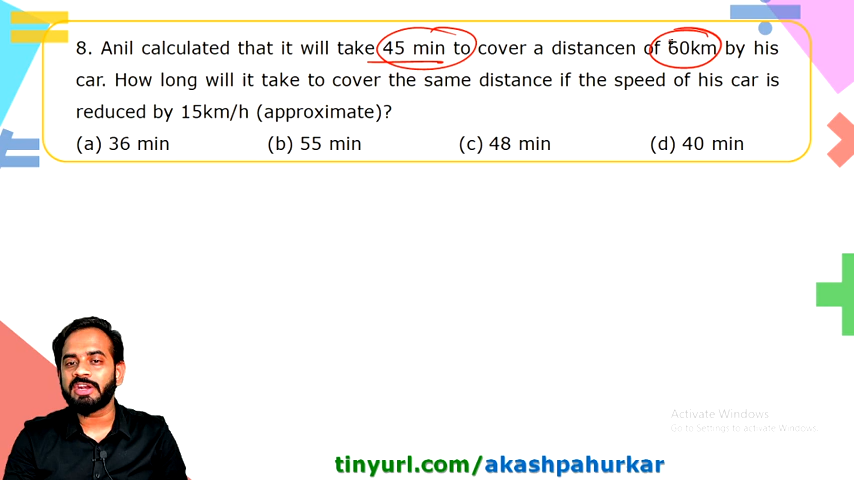 8. Anil calculated that it will take 45 min to cover a distancen of 60km by his
car. How long will it take to cover the same distance if the speed of his car is
reduced by 15km/h (approximate)?
(a) 36 min (b) 55 min (c) 48 min (d) 40 min
Activate Windows
Go to Settings to activate Windows.
tinyurl.com/akashpahurkar